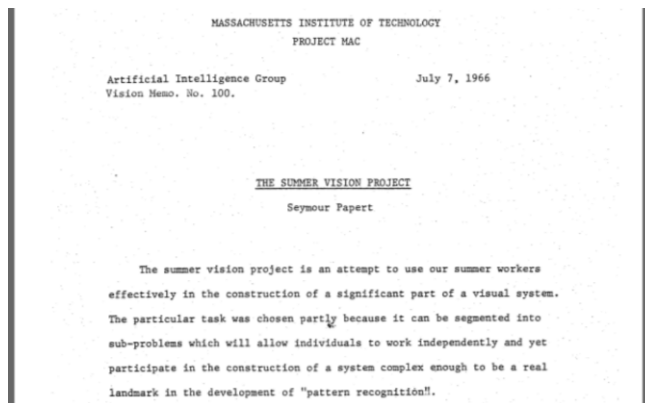 MASSACHUSETTS INSTITUTE OF TECHNOLOGY
PROJECT MAC
Artificial Intelligence Group July 7, 1966
Vision Memo. No. 100.
THE SUMMER VISION PROJECT
Seymour Papert
The summer vision project is an attempt to use our summer workers
effectively in the construction of a significant part of a visual system.
The particular task was chosen partly because it can be segmented into
sub-problems which will allow individuals to work independently and yet
participate in the construction of a system complex enough to be a real
landmark in the development of "pattern recognition".